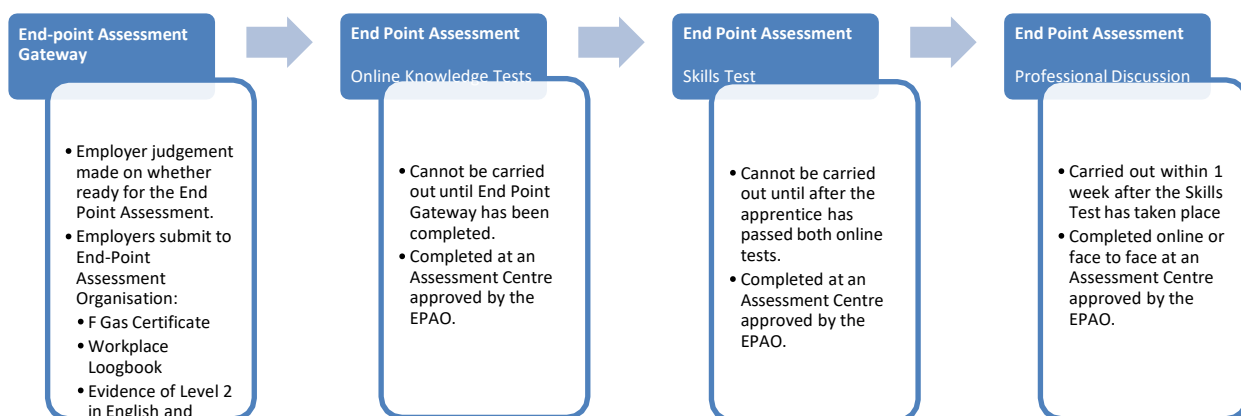 End-point Assessment
Gateway
• Employer judgement
made on whether
ready for the End
Point Assessment.
• Employers submit to
End-Point
Assessment
Organisation:
• F Gas Certificate
• Workplace
Loogbook
• Evidence of Level 2
in English and
End Point Assessment
Online Knowledge Tests
• Cannot be carried
out until End Point
Gateway has been
completed.
• Completed at an
Assessment Centre
approved by the
EPAO.
End Point Assessment
Skills Test
• Cannot be carried
out until after the
apprentice has
passed both online
tests.
• Completed at an
Assessment Centre
approved by the
EPAO.
End Point Assessment
Professional Discussion
• Carried out within 1
week after the Skills
Test has taken place
• Completed online or
face to face at an
Assessment Centre
approved by the
EPAO.